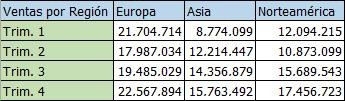 Ventas por Región Europa Asia Norteamérica
Trim. 1 21.704.714 8.774.099 12.094.215
Trim. 2 17.987.034 12.214.447 10.873.099
Trim. 3 19.485.029 14.356.879 15.689.543
Trim. 4 22.567.894 15.763.492 17.456.723